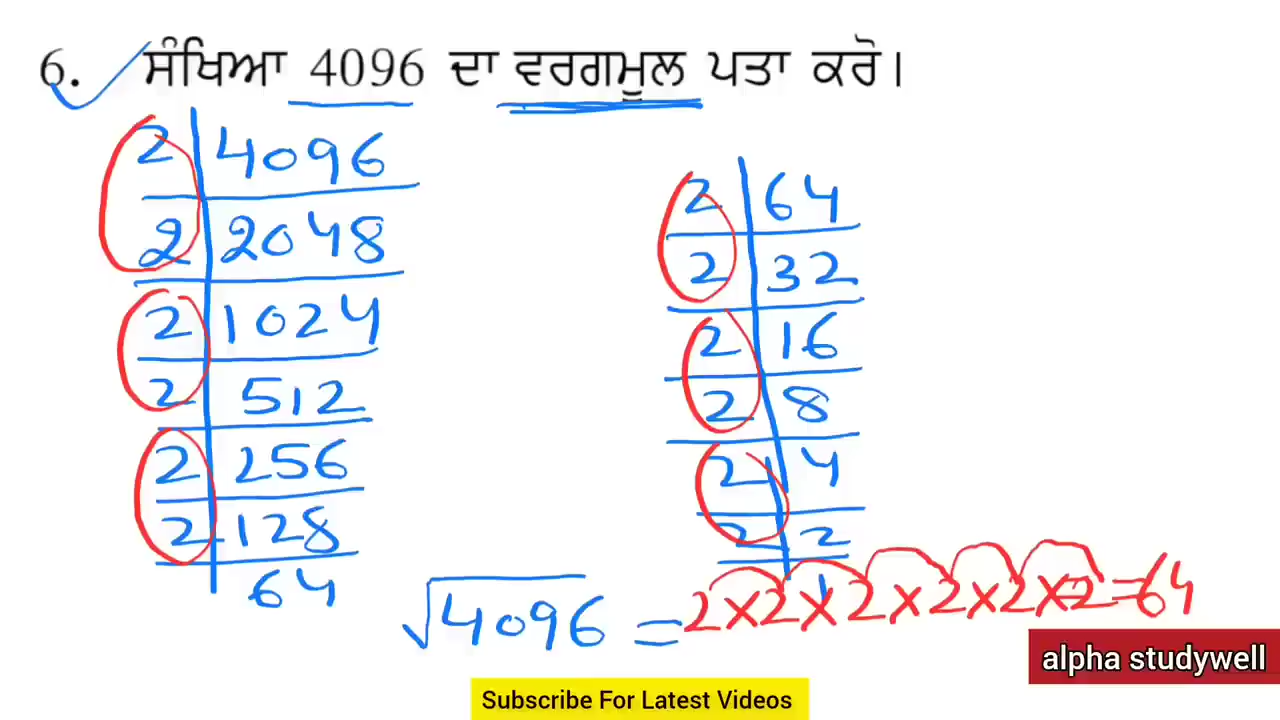 6. ਸੰਖਿਆ 4096 ਦਾ ਵਰਗਮੂਲ ਪਤਾ ਕਰੋ।
2 | 4096
2 | 2048
2 | 1024
2 | 512
2 | 256
2 | 128
64
2 | 64
2 | 32
2 | 16
2 | 8
2 | 4
2 | 2
1
√4096 = 2×2×2×2×2×2 = 64
alpha studywell
Subscribe For Latest Videos